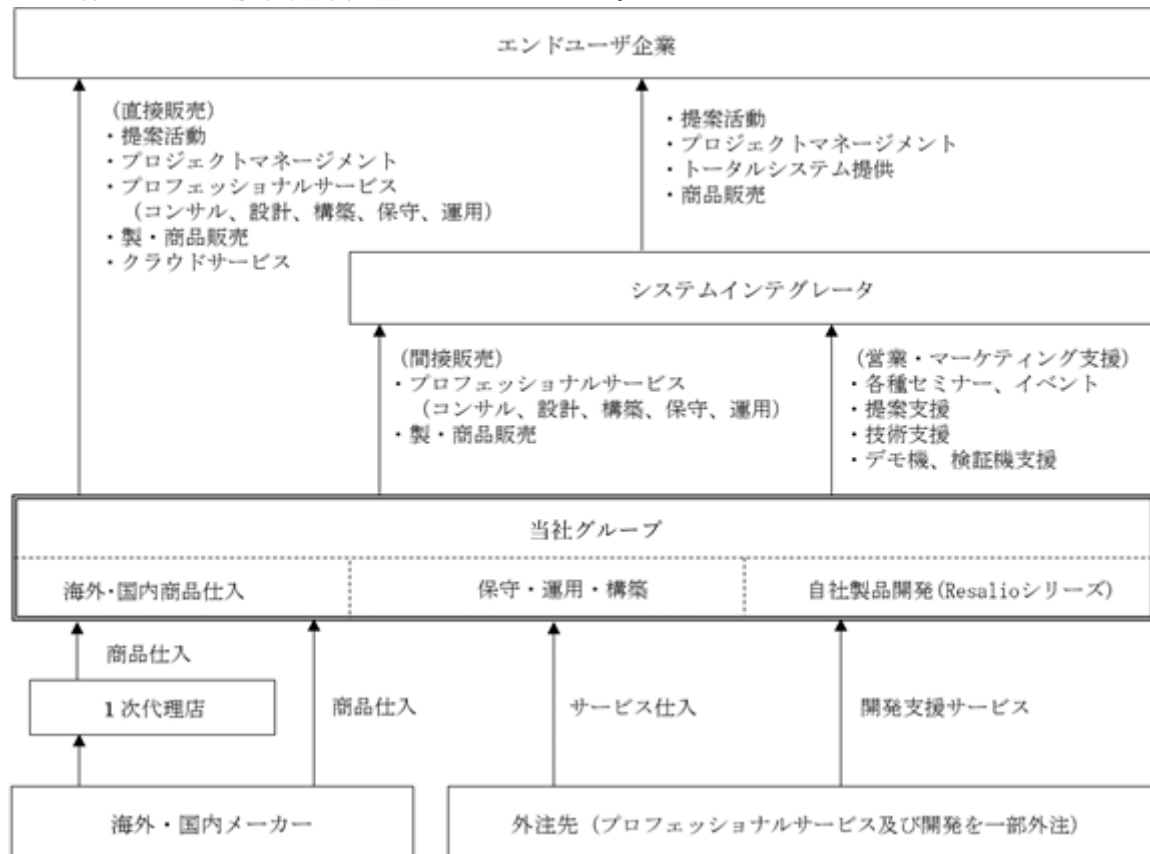 エンドユーザ企業
(直接販売)
・提案活動
・プロジェクトマネージメント
・プロフェッショナルサービス
(コンサル、設計、構築、保守、運用)
・製・商品販売
・クラウドサービス
・提案活動
・プロジェクトマネージメント
・トータルシステム提供
・商品販売
システムインテグレータ
(間接販売)
・プロフェッショナルサービス
(コンサル、設計、構築、保守、運用)
・製・商品販売
(営業・マーケティング支援)
・各種セミナー、イベント
・提案支援
・技術支援
・デモ機、検証機支援
当社グループ
海外・国内商品仕入
保守・運用・構築
自社製品開発(Resalioシリーズ)
商品仕入
1次代理店
商品仕入
サービス仕入
開発支援サービス
海外・国内メーカー
外注先(プロフェッショナルサービス及び開発を一部外注)